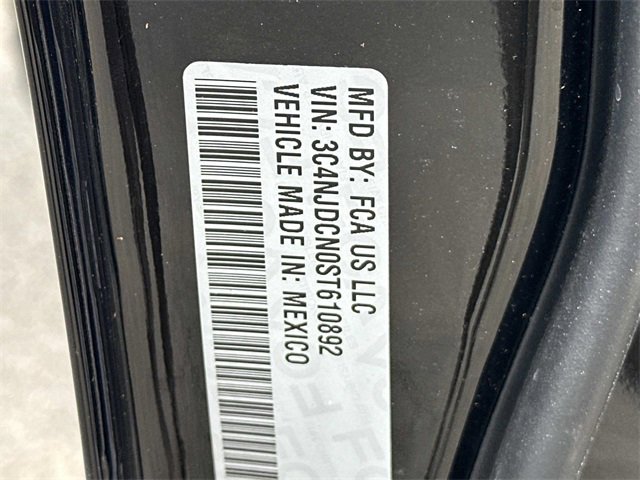 MFD BY: FCA US LLC
VIN: 3C4NJDCN0ST610892
VEHICLE MADE IN: MEXICO